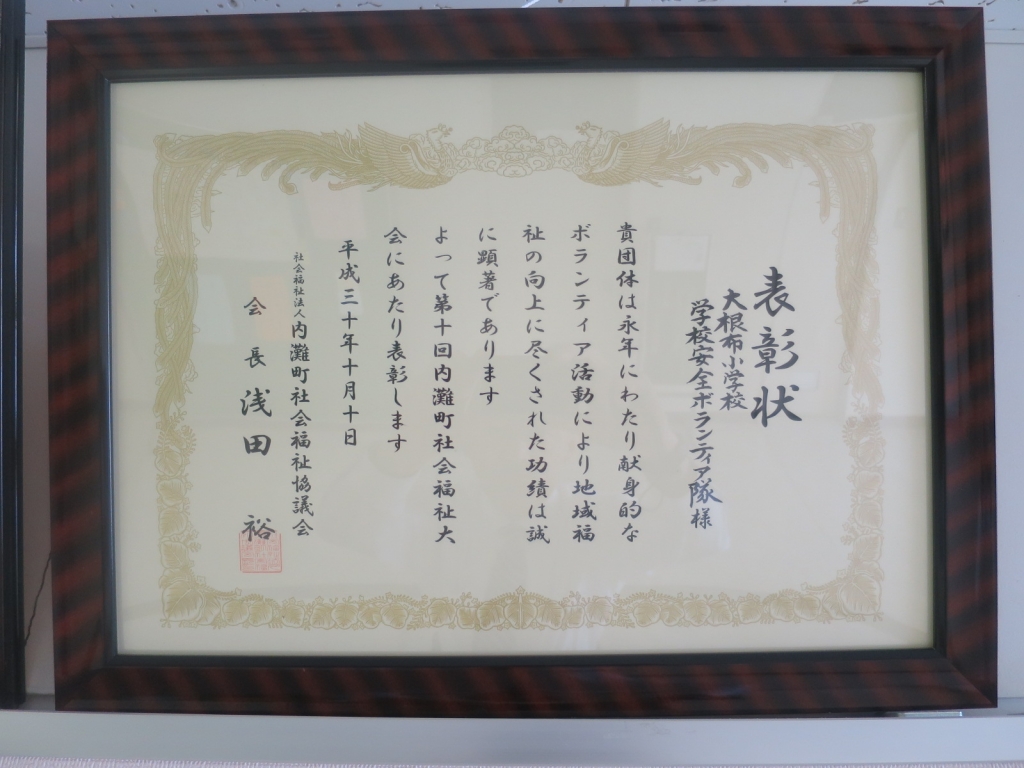 表彰状
大根布小学校
学校安全ボランティア隊様
貴団体は永年にわたり献身的な
ボランティア活動により地域福
祉の向上に尽くされた功績は誠
に顕著であります
よって第十回内灘町社会福祉大
会にあたり表彰します
平成三十年十月十日
社会福祉法人内灘町社会福祉協議会
会長浅田裕